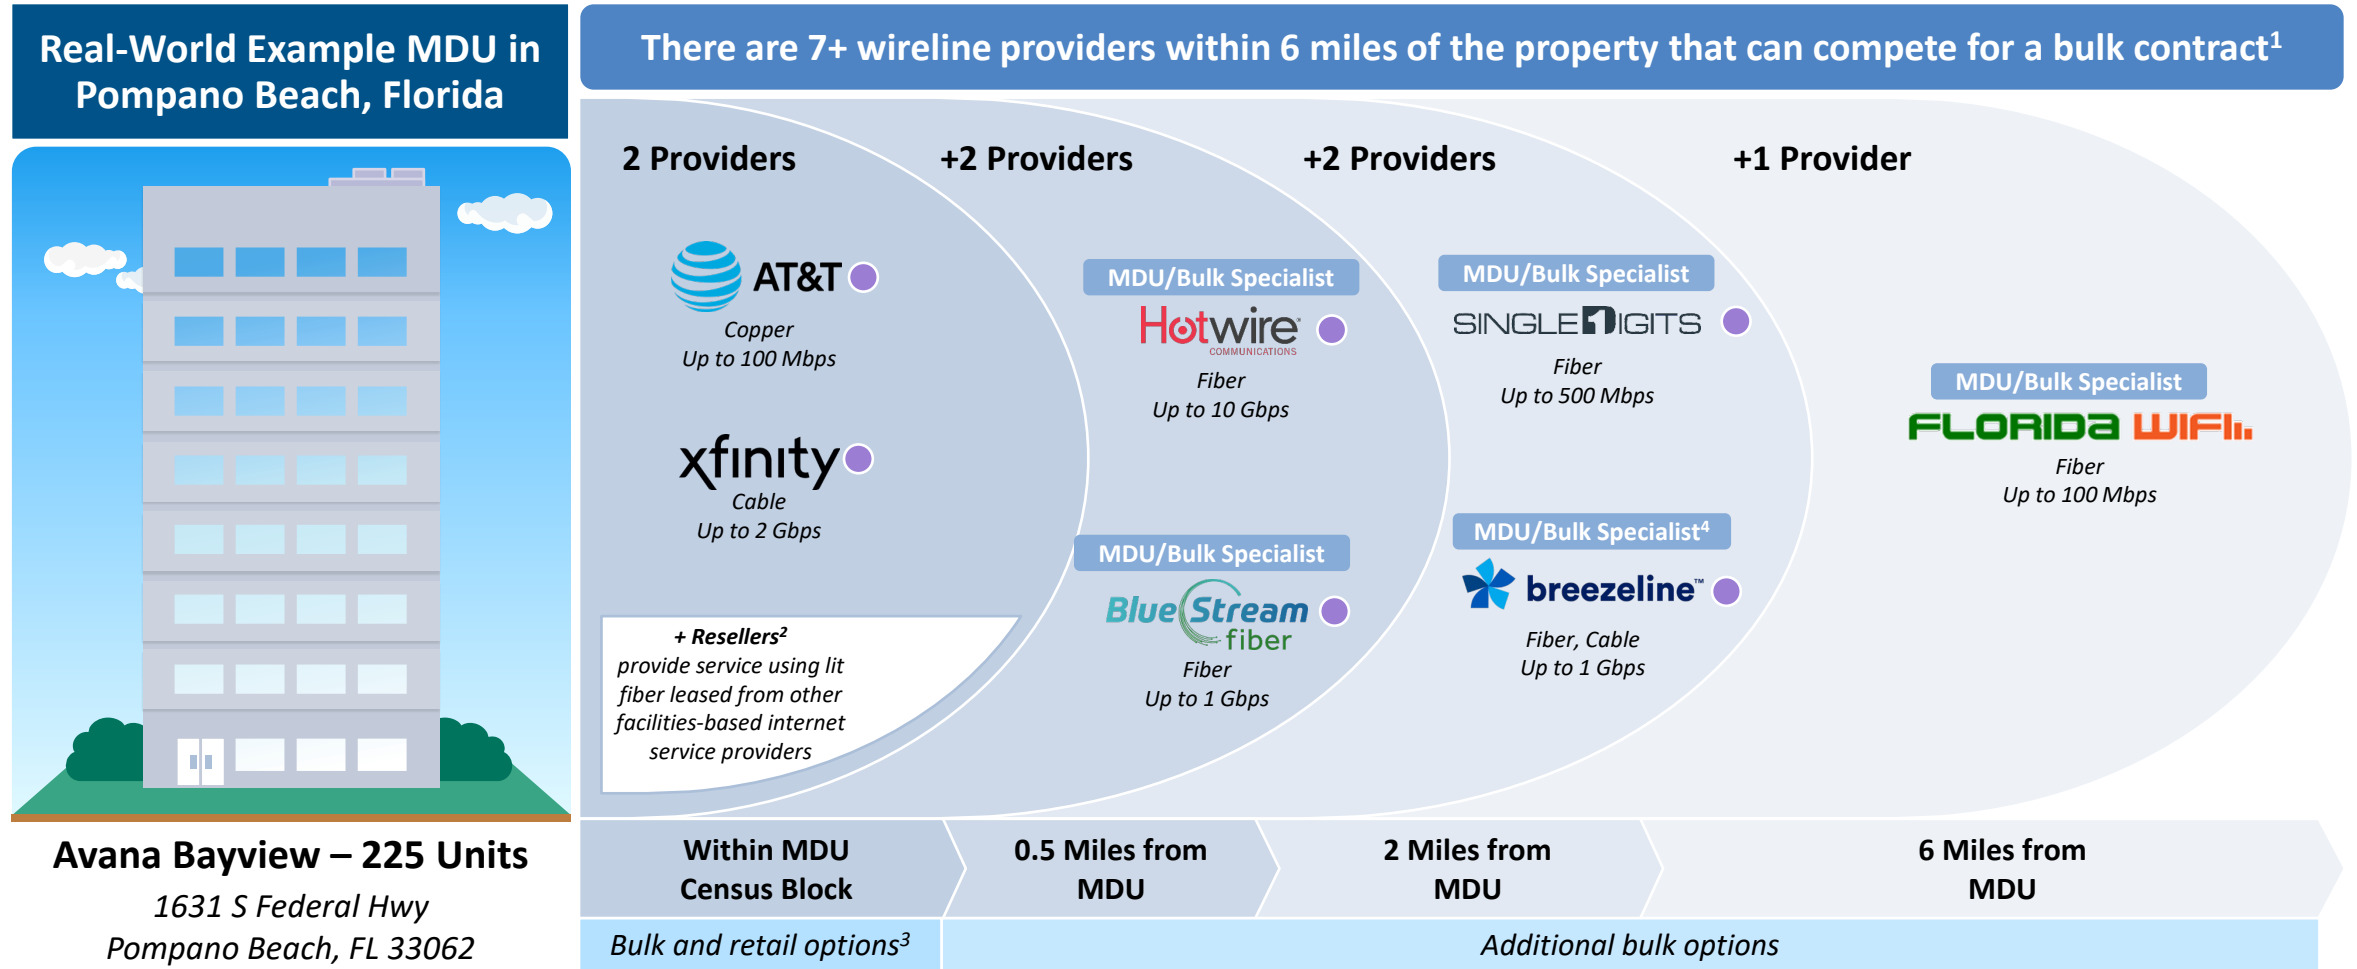 Real-World Example MDU in
Pompano Beach, Florida
There are 7+ wireline providers within 6 miles of the property that can compete for a bulk contract¹
2 Providers
AT&T
Copper
Up to 100 Mbps
xfinity
Cable
Up to 2 Gbps
+ Resellers²
provide service using lit
fiber leased from other
facilities-based internet
service providers
+2 Providers
MDU/Bulk Specialist
Hotwire
COMMUNICATIONS
Fiber
Up to 10 Gbps
MDU/Bulk Specialist
Blue Stream
fiber
Fiber
Up to 1 Gbps
+2 Providers
MDU/Bulk Specialist
SINGLE DIGITS
Fiber
Up to 500 Mbps
MDU/Bulk Specialist⁴
breezeline™
Fiber, Cable
Up to 1 Gbps
+1 Provider
MDU/Bulk Specialist
FLORIDA WIFI
Fiber
Up to 100 Mbps
Within MDU
Census Block
0.5 Miles from
MDU
2 Miles from
MDU
6 Miles from
MDU
Bulk and retail options³
Additional bulk options
Avana Bayview – 225 Units
1631 S Federal Hwy
Pompano Beach, FL 33062